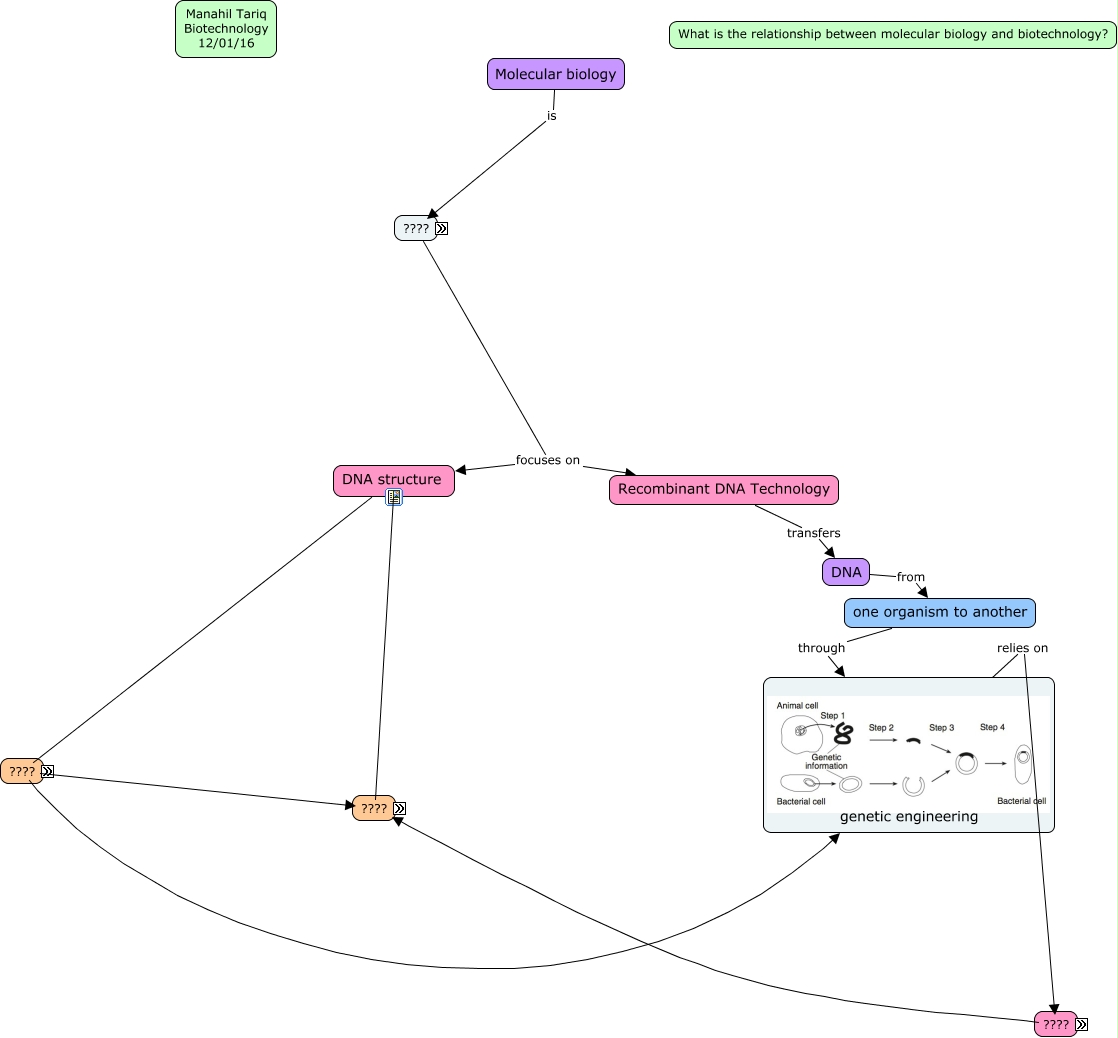 Manahil Tariq
Biotechnology
12/01/16
What is the relationship between molecular biology and biotechnology?
Molecular biology
is
????
focuses on
DNA structure
Recombinant DNA Technology
transfers
DNA
from
one organism to another
through
relies on
Animal cell
Step 1
Step 2
Step 3
Step 4
Genetic
information
Bacterial cell
Bacterial cell
genetic engineering
????
????
????